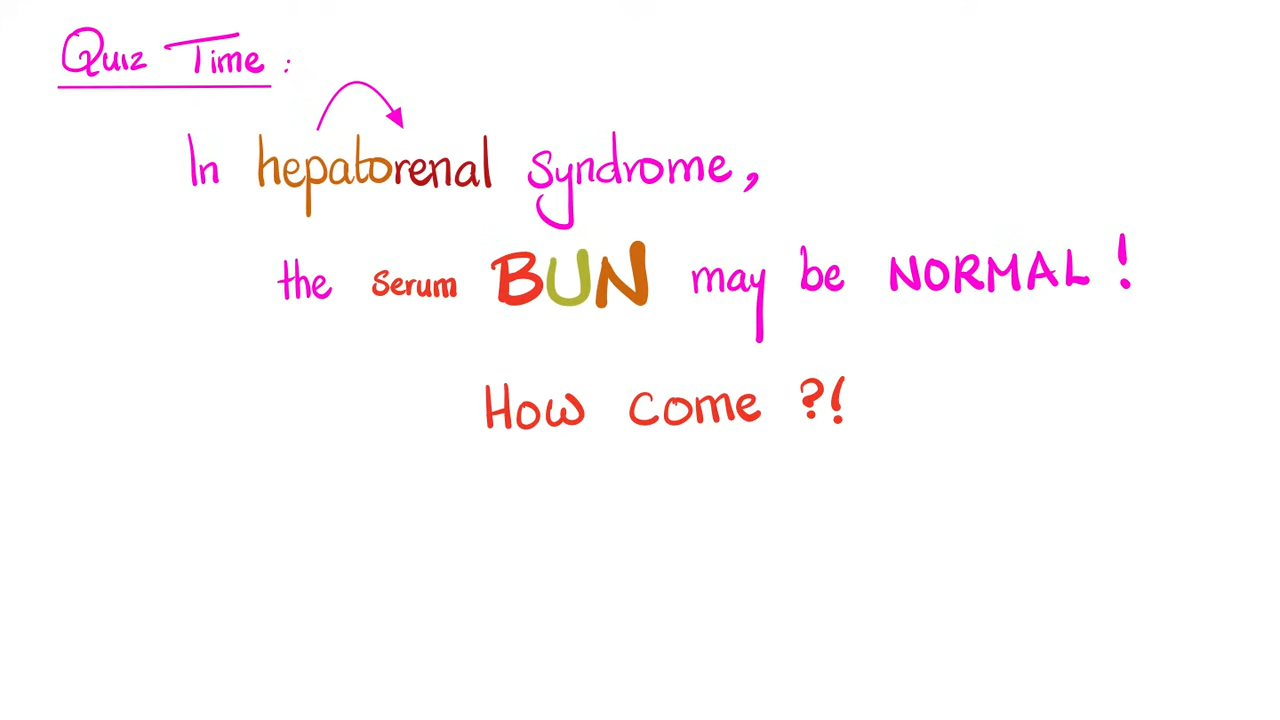 Quiz Time:
In hepatorenal syndrome,
the serum BUN may be NORMAL!
How come ?!